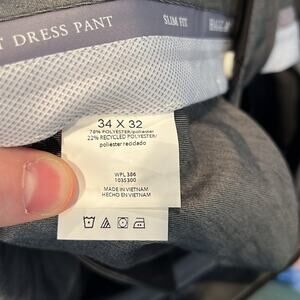 T DRESS PANT
SLIM FIT
34 X 32
78% POLYESTER/poliester
22% RECYCLED POLYESTER/
poliéster reciclado
WPL 386
1035300
MADE IN VIETNAM
HECHO EN VIETNAM